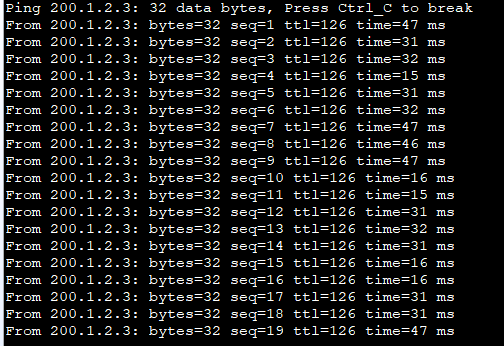 Ping 200.1.2.3: 32 data bytes, Press Ctrl_C to break
From 200.1.2.3: bytes=32 seq=1 ttl=126 time=47 ms
From 200.1.2.3: bytes=32 seq=2 ttl=126 time=31 ms
From 200.1.2.3: bytes=32 seq=3 ttl=126 time=32 ms
From 200.1.2.3: bytes=32 seq=4 ttl=126 time=15 ms
From 200.1.2.3: bytes=32 seq=5 ttl=126 time=31 ms
From 200.1.2.3: bytes=32 seq=6 ttl=126 time=32 ms
From 200.1.2.3: bytes=32 seq=7 ttl=126 time=47 ms
From 200.1.2.3: bytes=32 seq=8 ttl=126 time=46 ms
From 200.1.2.3: bytes=32 seq=9 ttl=126 time=47 ms
From 200.1.2.3: bytes=32 seq=10 ttl=126 time=16 ms
From 200.1.2.3: bytes=32 seq=11 ttl=126 time=15 ms
From 200.1.2.3: bytes=32 seq=12 ttl=126 time=31 ms
From 200.1.2.3: bytes=32 seq=13 ttl=126 time=32 ms
From 200.1.2.3: bytes=32 seq=14 ttl=126 time=31 ms
From 200.1.2.3: bytes=32 seq=15 ttl=126 time=16 ms
From 200.1.2.3: bytes=32 seq=16 ttl=126 time=16 ms
From 200.1.2.3: bytes=32 seq=17 ttl=126 time=31 ms
From 200.1.2.3: bytes=32 seq=18 ttl=126 time=31 ms
From 200.1.2.3: bytes=32 seq=19 ttl=126 time=47 ms